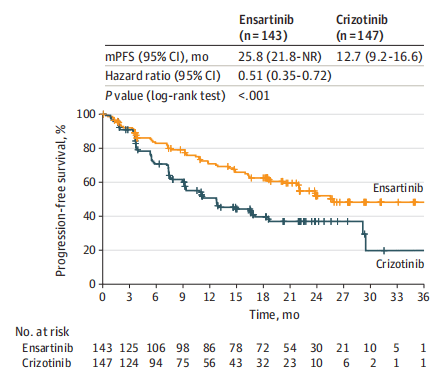 Ensartinib Crizotinib
(n = 143) (n = 147)
mPFS (95% CI), mo 25.8 (21.8-NR) 12.7 (9.2-16.6)
Hazard ratio (95% CI) 0.51 (0.35-0.72)
P value (log-rank test) <.001
100
80
60
40
20
0
Progression-free survival, %
Ensartinib
Crizotinib
0 3 6 9 12 15 18 21 24 27 30 33 36
Time, mo
No. at risk
Ensartinib 143 125 106 98 86 78 72 54 30 21 10 5 1
Crizotinib 147 124 94 75 56 43 32 23 10 6 2 1 1